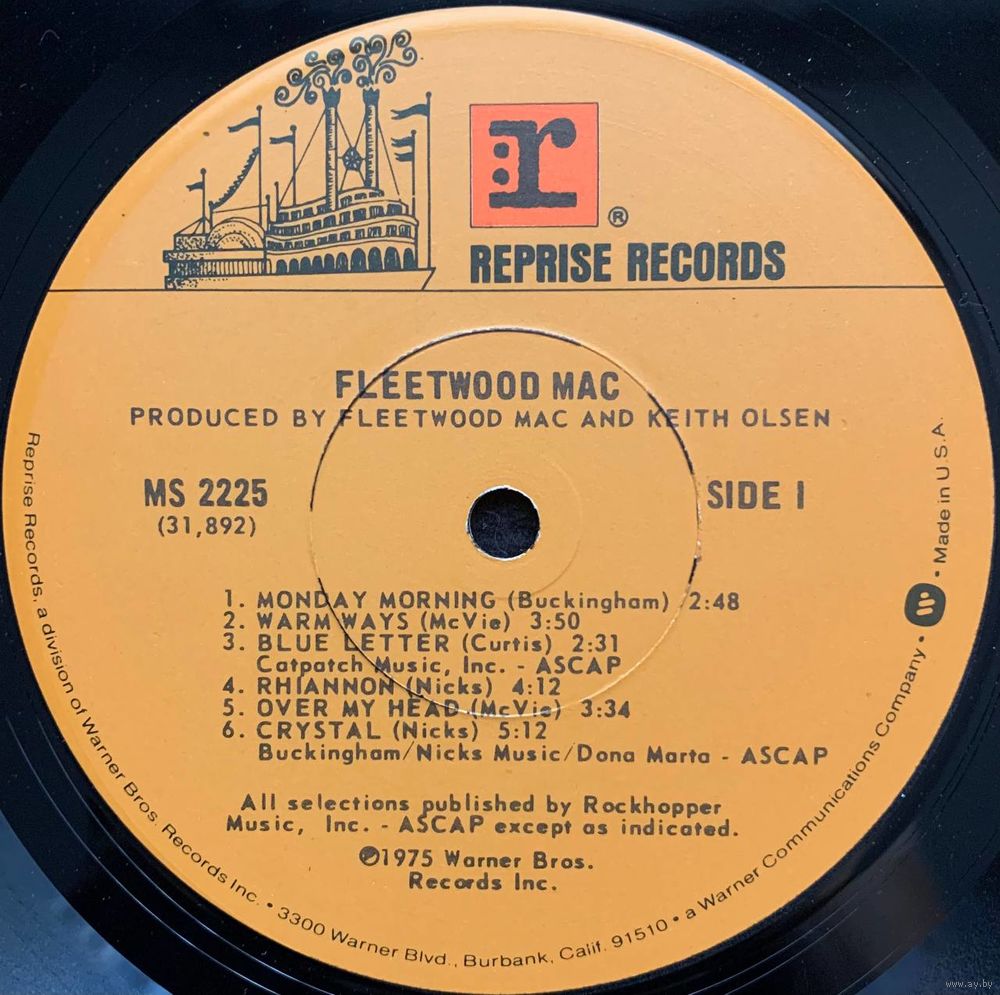 r
®
REPRISE RECORDS
FLEETWOOD MAC
PRODUCED BY FLEETWOOD MAC AND KEITH OLSEN
MS 2225
(31,892)
SIDE 1
1. MONDAY MORNING (Buckingham) 2:48
2. WARM WAYS (McVie) 3:50
3. BLUE LETTER (Curtis) 2:31
Catpatch Music, Inc. - ASCAP
4. RHIANNON (Nicks) 4:12
5. OVER MY HEAD (McVie) 3:34
6. CRYSTAL (Nicks) 5:12
Buckingham/Nicks Music/Dona Marta - ASCAP
All selections published by Rockhopper
Music, Inc. - ASCAP except as indicated.
℗1975 Warner Bros.
Records Inc.
Reprise Records, a division of Warner Bros. Records Inc. • 3300 Warner Blvd., Burbank, Calif. 91510 • a Warner Communications Company • W • Made in U.S.A.
www.ay.by